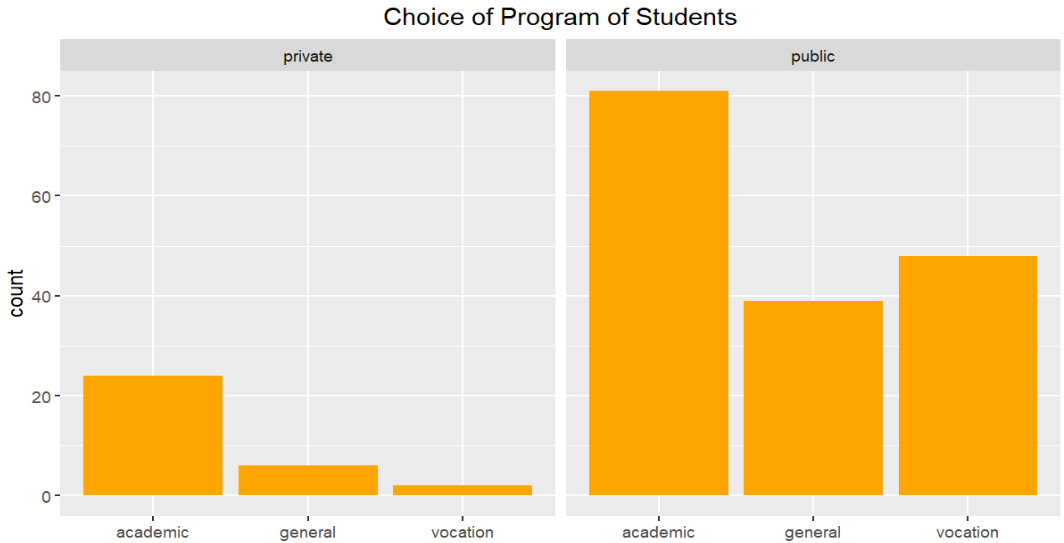 Choice of Program of Students
private
public
count
80
60
40
20
0
academic general vocation
academic general vocation